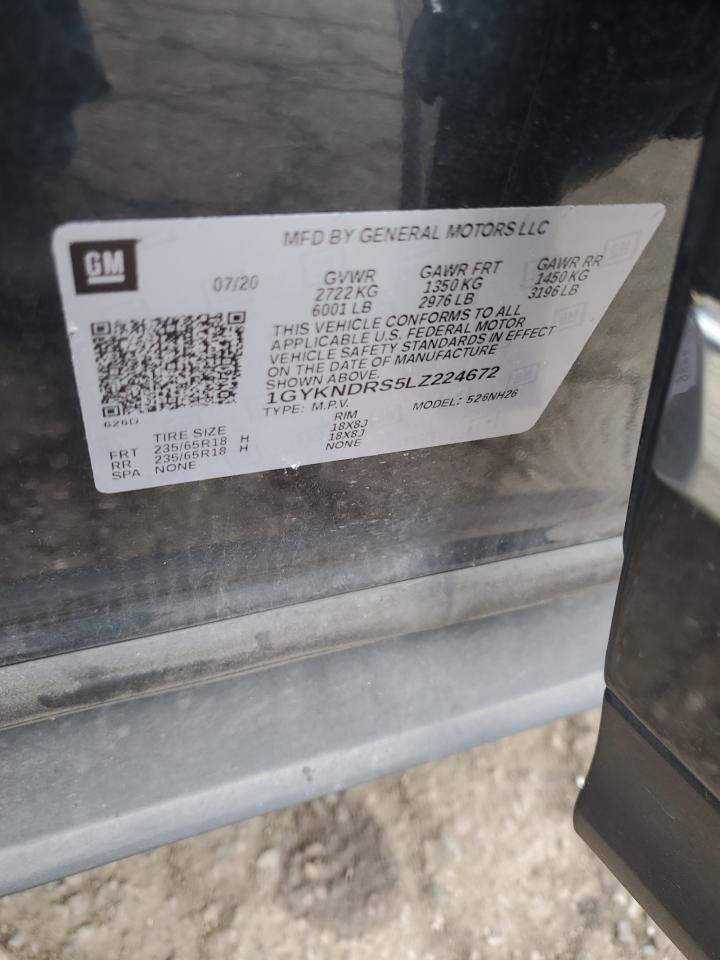 MFD BY GENERAL MOTORS LLC
GM
07/20
GVWR GAWR FRT GAWR RR
2722 KG 1350 KG 1450 KG
6001 LB 2976 LB 3196 LB
THIS VEHICLE CONFORMS TO ALL
APPLICABLE U.S. FEDERAL MOTOR
VEHICLE SAFETY STANDARDS IN EFFECT
ON THE DATE OF MANUFACTURE
SHOWN ABOVE.
1GYKNDRS5LZ224672
TYPE: M.P.V. MODEL: 526NH26
626D
TIRE SIZE RIM
FRT 235/65R18 H 18X8J
RR 235/65R18 H 18X8J
SPA NONE NONE